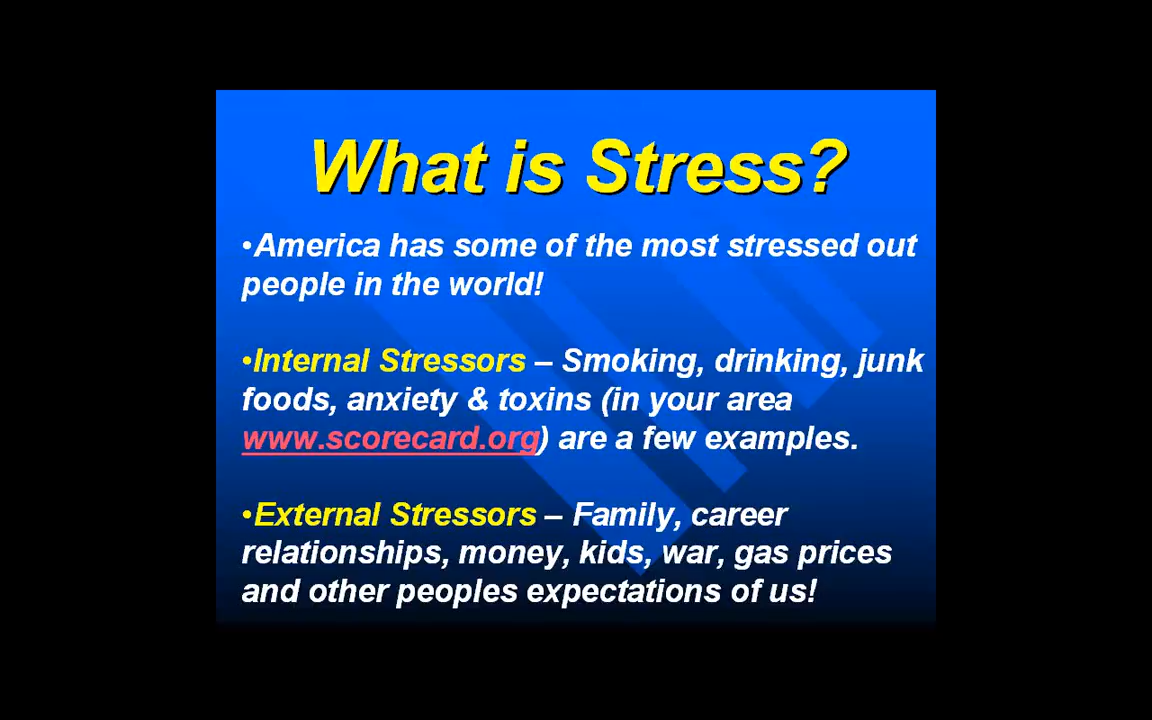 What is Stress?
•America has some of the most stressed out
people in the world!
•Internal Stressors – Smoking, drinking, junk
foods, anxiety & toxins (in your area
www.scorecard.org) are a few examples.
•External Stressors – Family, career
relationships, money, kids, war, gas prices
and other peoples expectations of us!